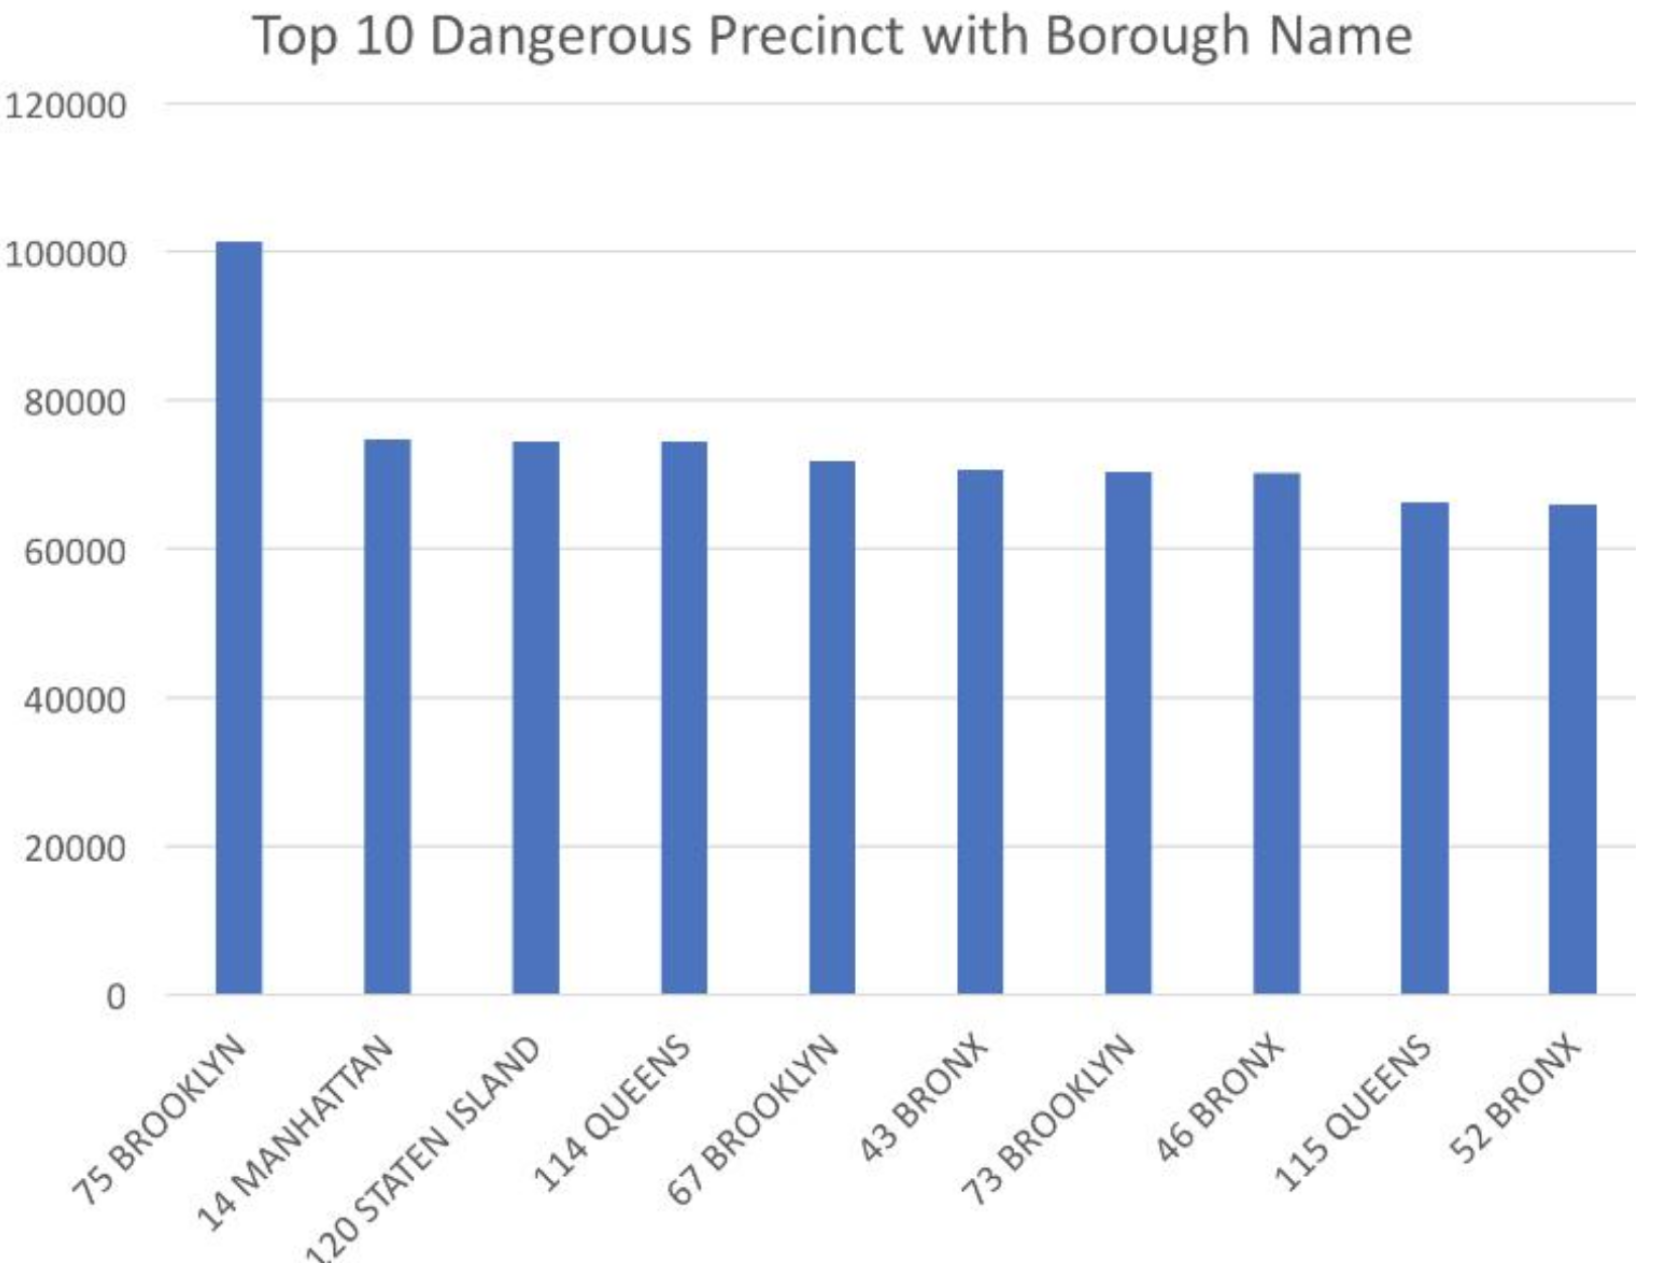 Top 10 Dangerous Precinct with Borough Name
120000
100000
80000
60000
40000
20000
0
75 BROOKLYN
14 MANHATTAN
120 STATEN ISLAND
114 QUEENS
67 BROOKLYN
43 BRONX
73 BROOKLYN
46 BRONX
115 QUEENS
52 BRONX